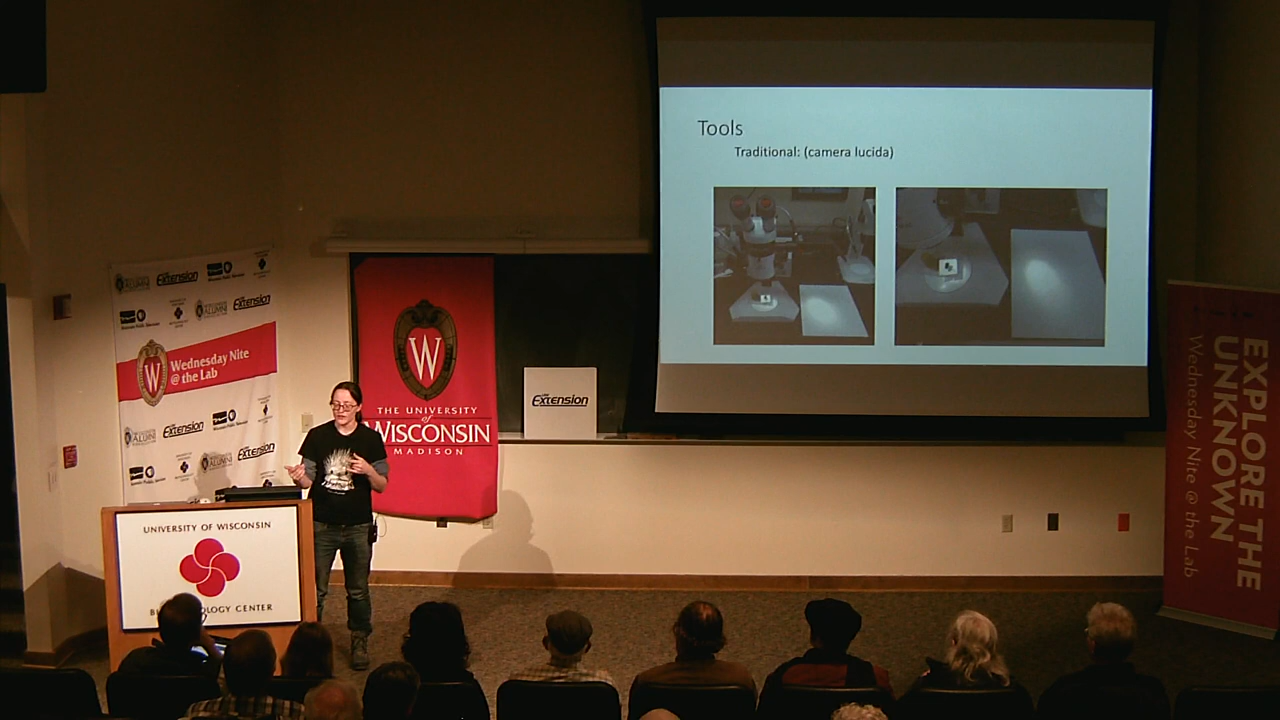 Tools
Traditional: (camera lucida)
Extension
Extension
Extension
Wednesday Nite
@ the Lab
ALUMNI
Extension
Extension
W
W
THE UNIVERSITY
of
WISCONSIN
MADISON
Extension
UNIVERSITY OF WISCONSIN
CENTER
EXPLORE THE
UNKNOWN
Wednesday Nite @ the Lab